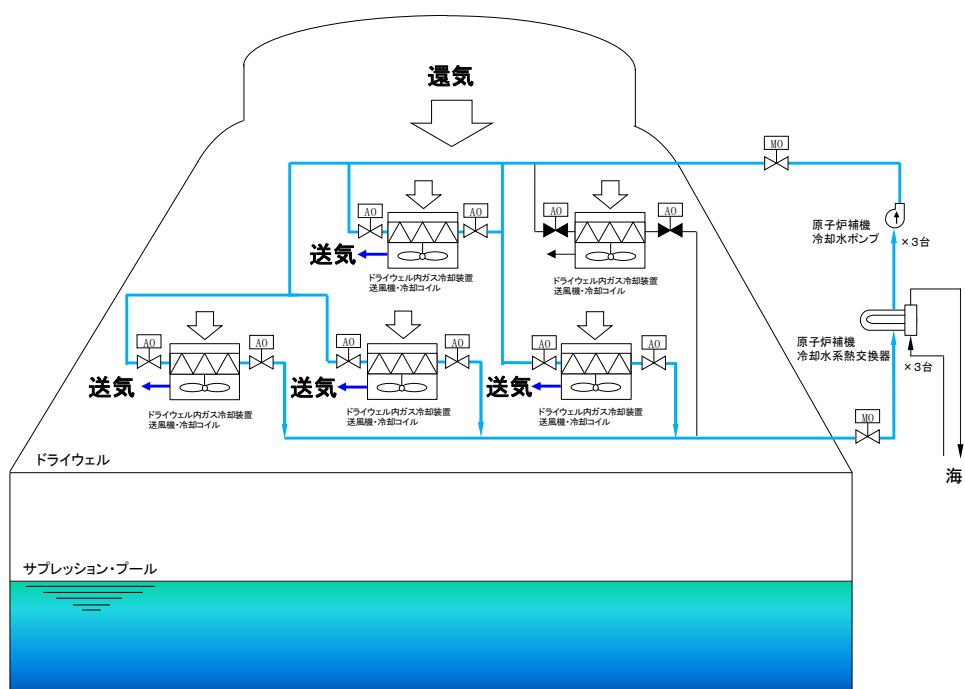 還気
MO
原子炉補機
冷却水ポンプ
×3台
AO
AO
AO
AO
送気
ドライウェル内ガス冷却装置
送風機・冷却コイル
ドライウェル内ガス冷却装置
送風機・冷却コイル
原子炉補機
冷却水系熱交換器
×3台
AO
AO
AO
AO
AO
AO
送気
送気
送気
ドライウェル内ガス冷却装置
送風機・冷却コイル
ドライウェル内ガス冷却装置
送風機・冷却コイル
ドライウェル内ガス冷却装置
送風機・冷却コイル
MO
ドライウェル
海
サプレッション・プール